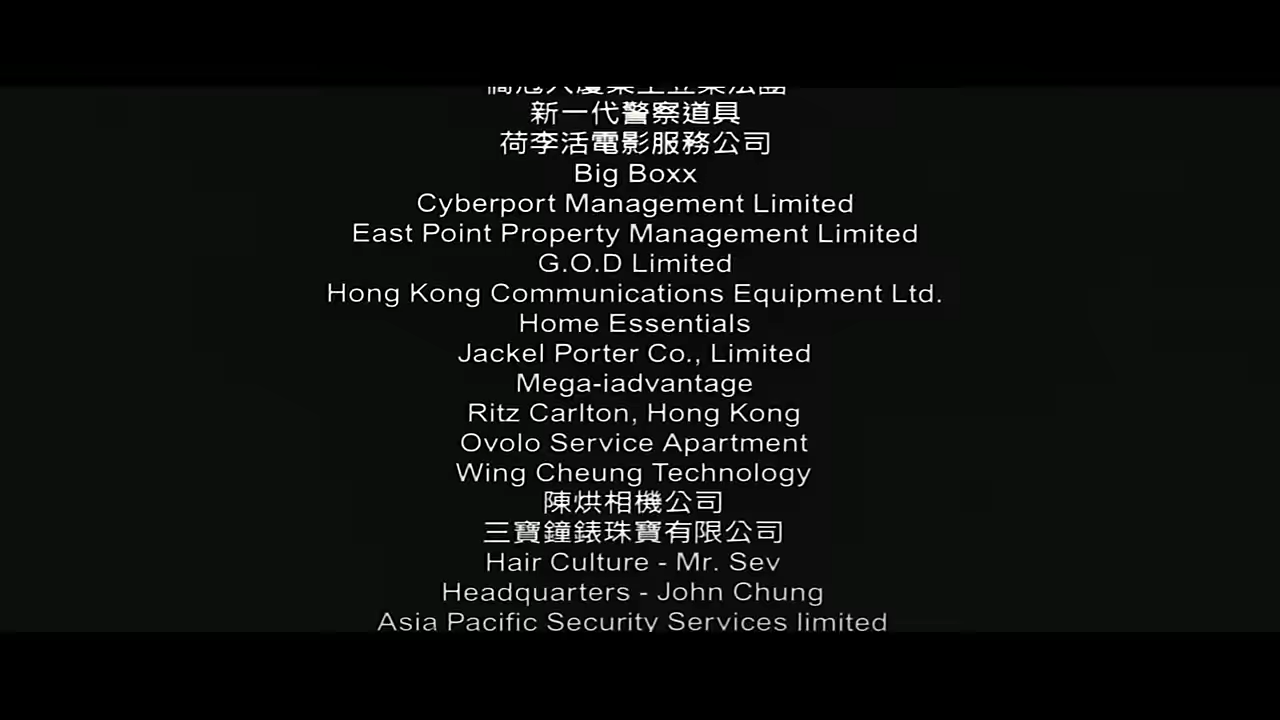 新一代警察道具
荷李活電影服務公司
Big Boxx
Cyberport Management Limited
East Point Property Management Limited
G.O.D Limited
Hong Kong Communications Equipment Ltd.
Home Essentials
Jackel Porter Co., Limited
Mega-iadvantage
Ritz Carlton, Hong Kong
Ovolo Service Apartment
Wing Cheung Technology
陳烘相機公司
三寶鐘錶珠寶有限公司
Hair Culture - Mr. Sev
Headquarters - John Chung
Asia Pacific Security Services limited